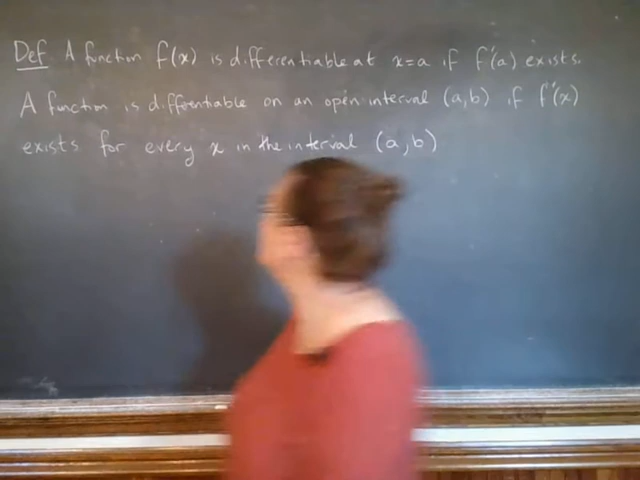 Def A function f(x) is differentiable at x=a if f'(a) exists.
A function is diffentiable on an open interval (a,b) if f'(x)
exists for every x in the interval (a,b)